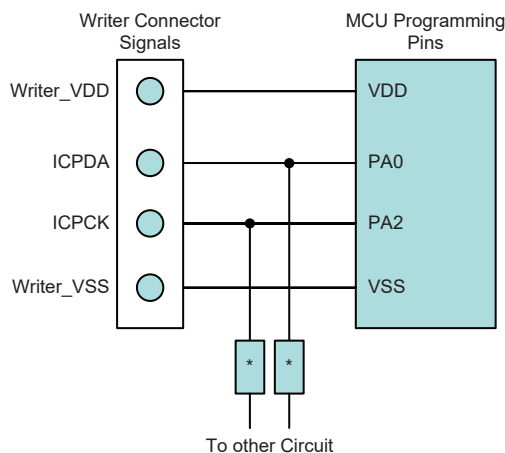 Writer Connector
Signals
MCU Programming
Pins
Writer_VDD
VDD
ICPDA
PA0
ICPCK
PA2
Writer_VSS
VSS
* *
To other Circuit